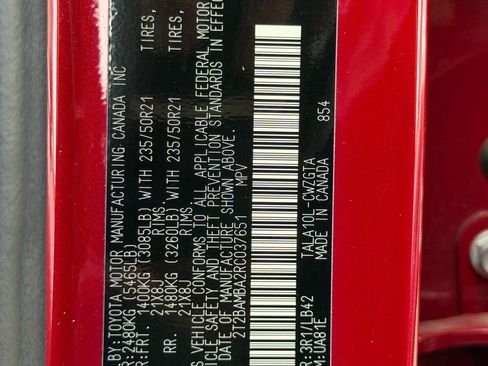 BY:TOYOTA MOTOR MANUFACTURING CANADA INC
R:2480KG (5465LB)
R:FRT. 1400KG (3085LB) WITH 235/50R21 TIRES,
21X8J RIMS
RR. 1480KG (3260LB) WITH 235/50R21 TIRES,
21X8J RIMS
S VEHICLE CONFORMS TO ALL APPLICABLE FEDERAL MOTOR
HICLE SAFETY AND THEFT PREVENTION STANDARDS IN EFFE
DATE OF MANUFACTURE SHOWN ABOVE.
2T2BAMBA2RC037651 MPV
TALA10L-CWZGTA 854
MADE IN CANADA
R:3R1/LB42
M:UA81E